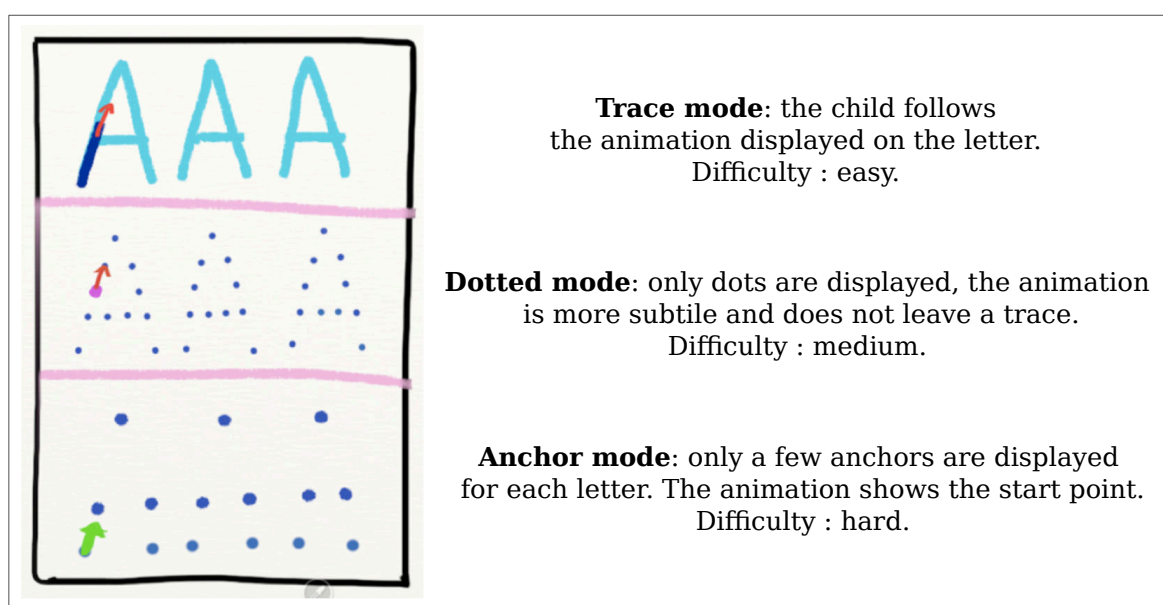 A A A
Trace mode: the child follows
the animation displayed on the letter.
Difficulty : easy.
Dotted mode: only dots are displayed, the animation
is more subtile and does not leave a trace.
Difficulty : medium.
Anchor mode: only a few anchors are displayed
for each letter. The animation shows the start point.
Difficulty : hard.